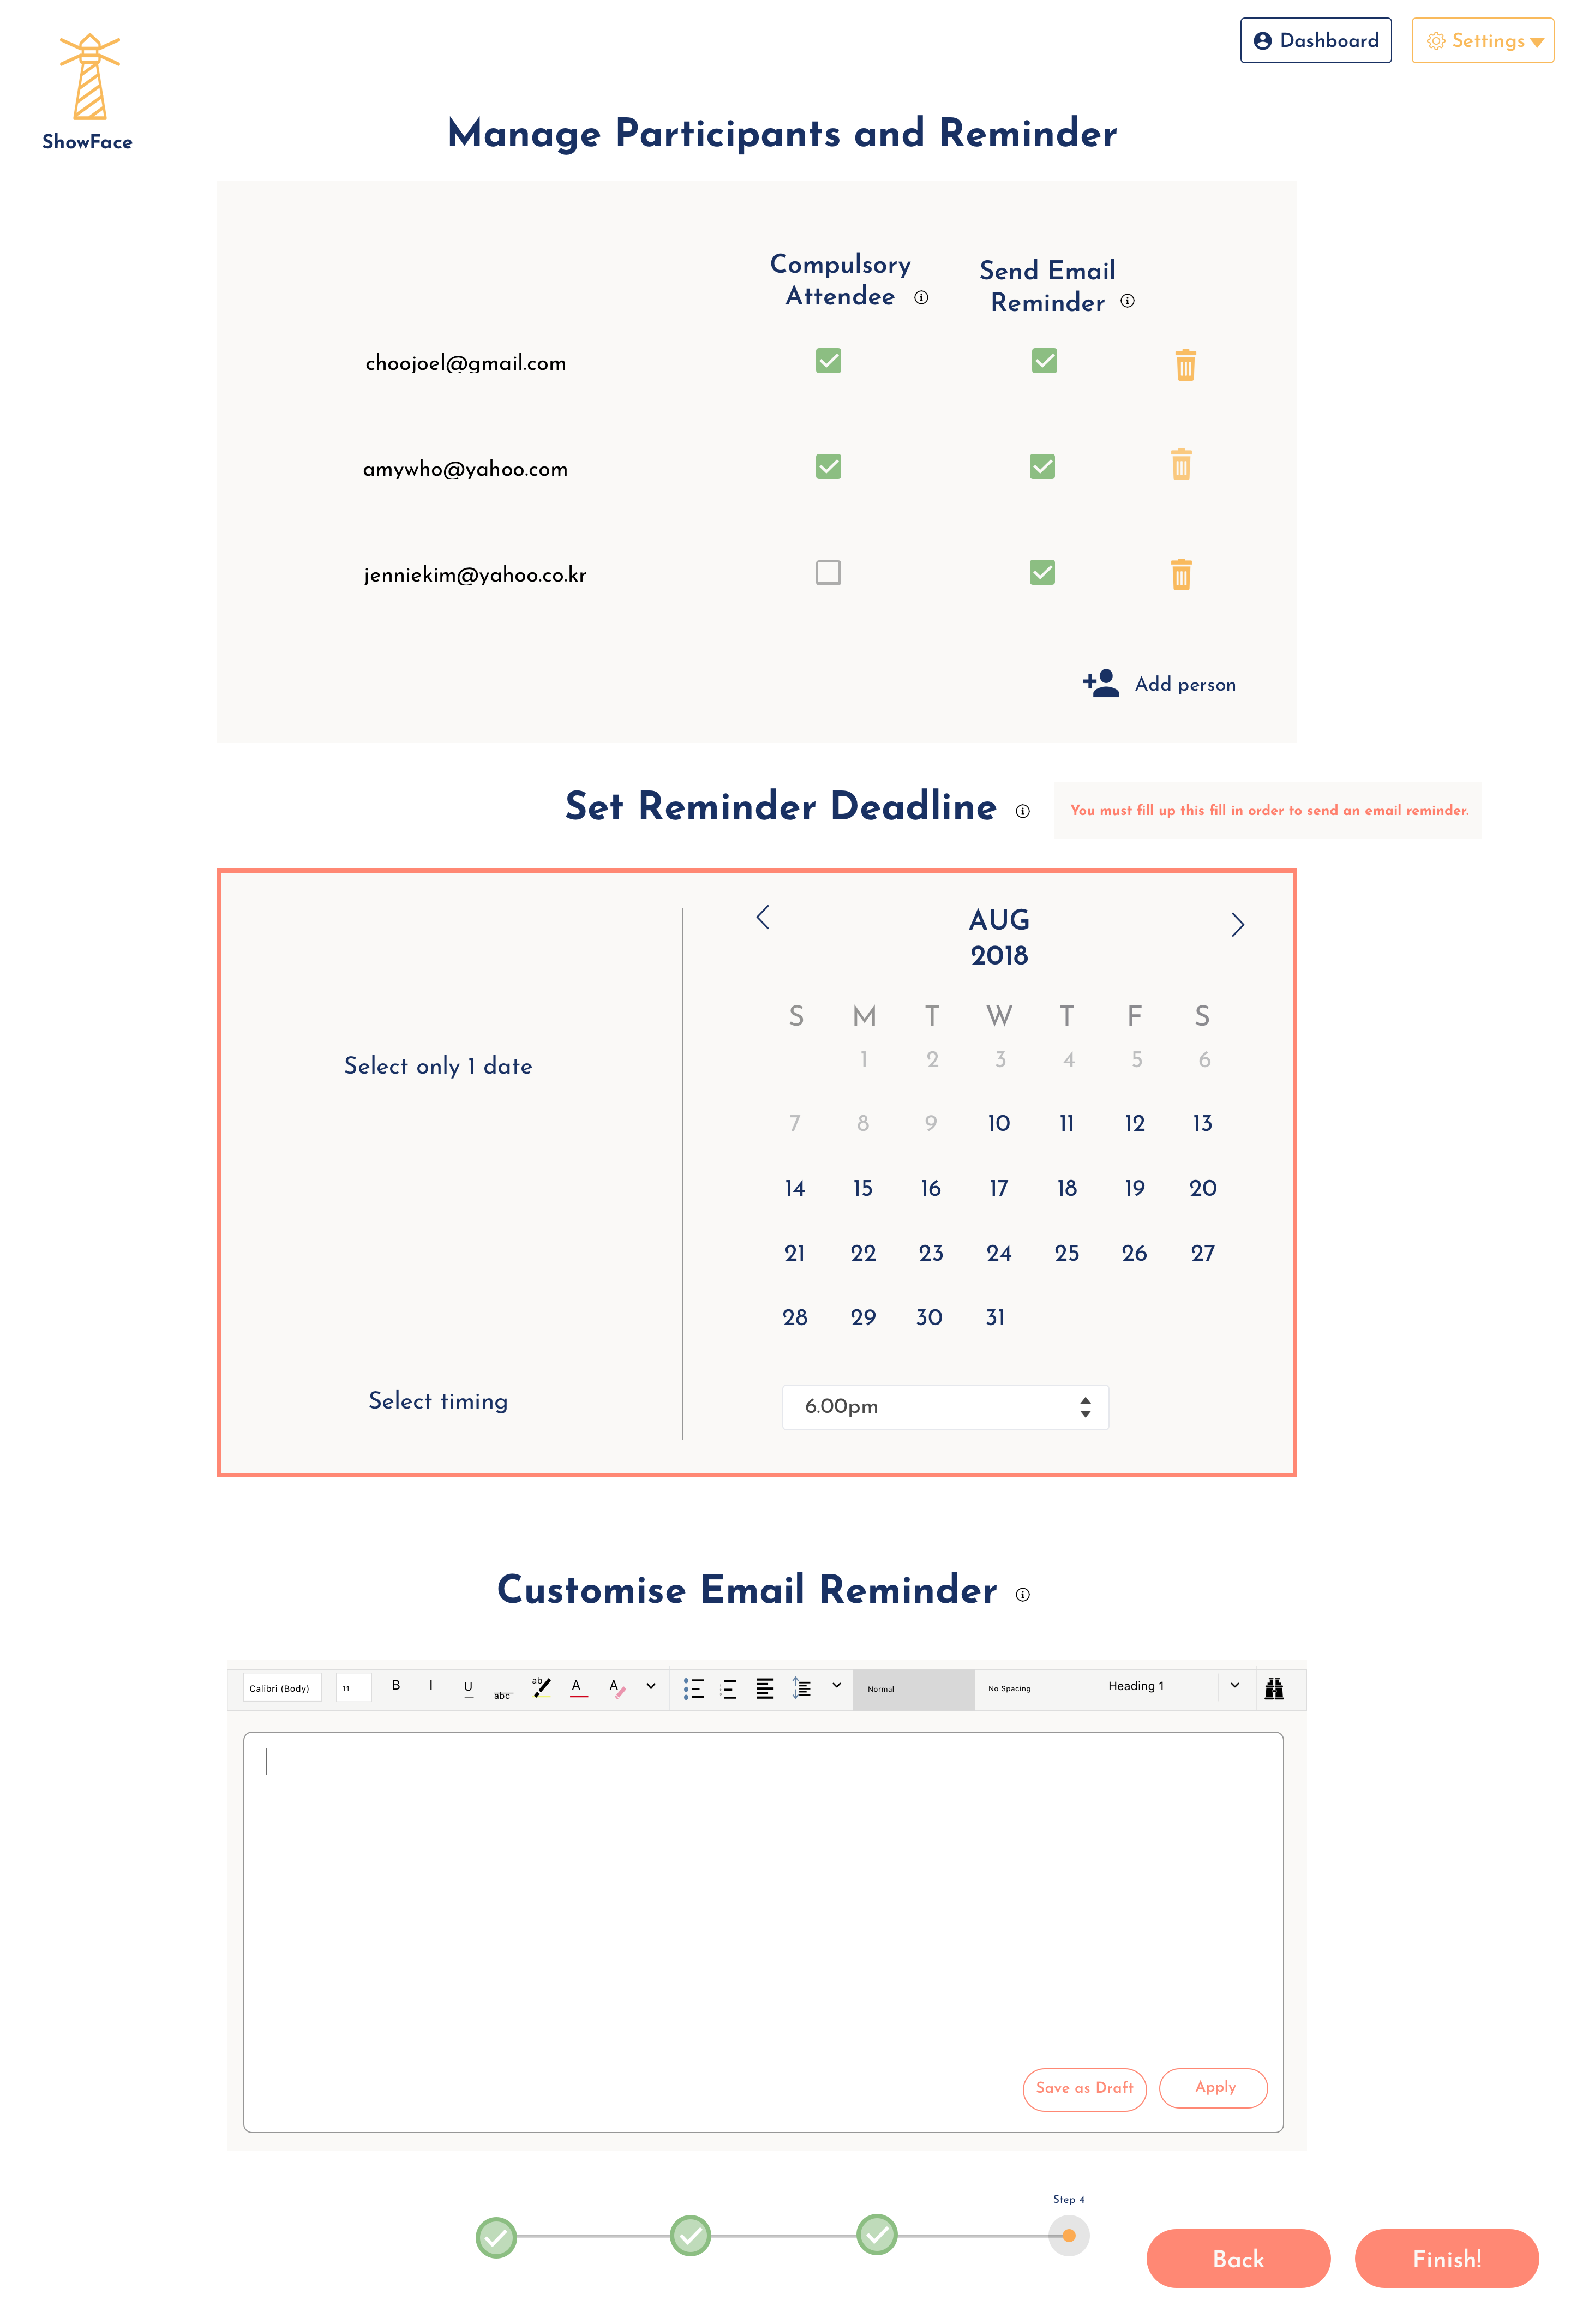 Dashboard
Settings
ShowFace
Manage Participants and Reminder
Compulsory
Attendee
Send Email
Reminder
choojoel@gmail.com
amywho@yahoo.com
jenniekim@yahoo.co.kr
Add person
Set Reminder Deadline
You must fill up this fill in order to send an email reminder.
AUG
2018
S M T W T F S
1 2 3 4 5 6
Select only 1 date
7 8 9 10 11 12 13
14 15 16 17 18 19 20
21 22 23 24 25 26 27
28 29 30 31
Select timing
6.00pm
Customise Email Reminder
Calibri (Body) 11 B I U abc ab A A Normal No Spacing Heading 1
Save as Draft
Apply
Step 4
Back
Finish!